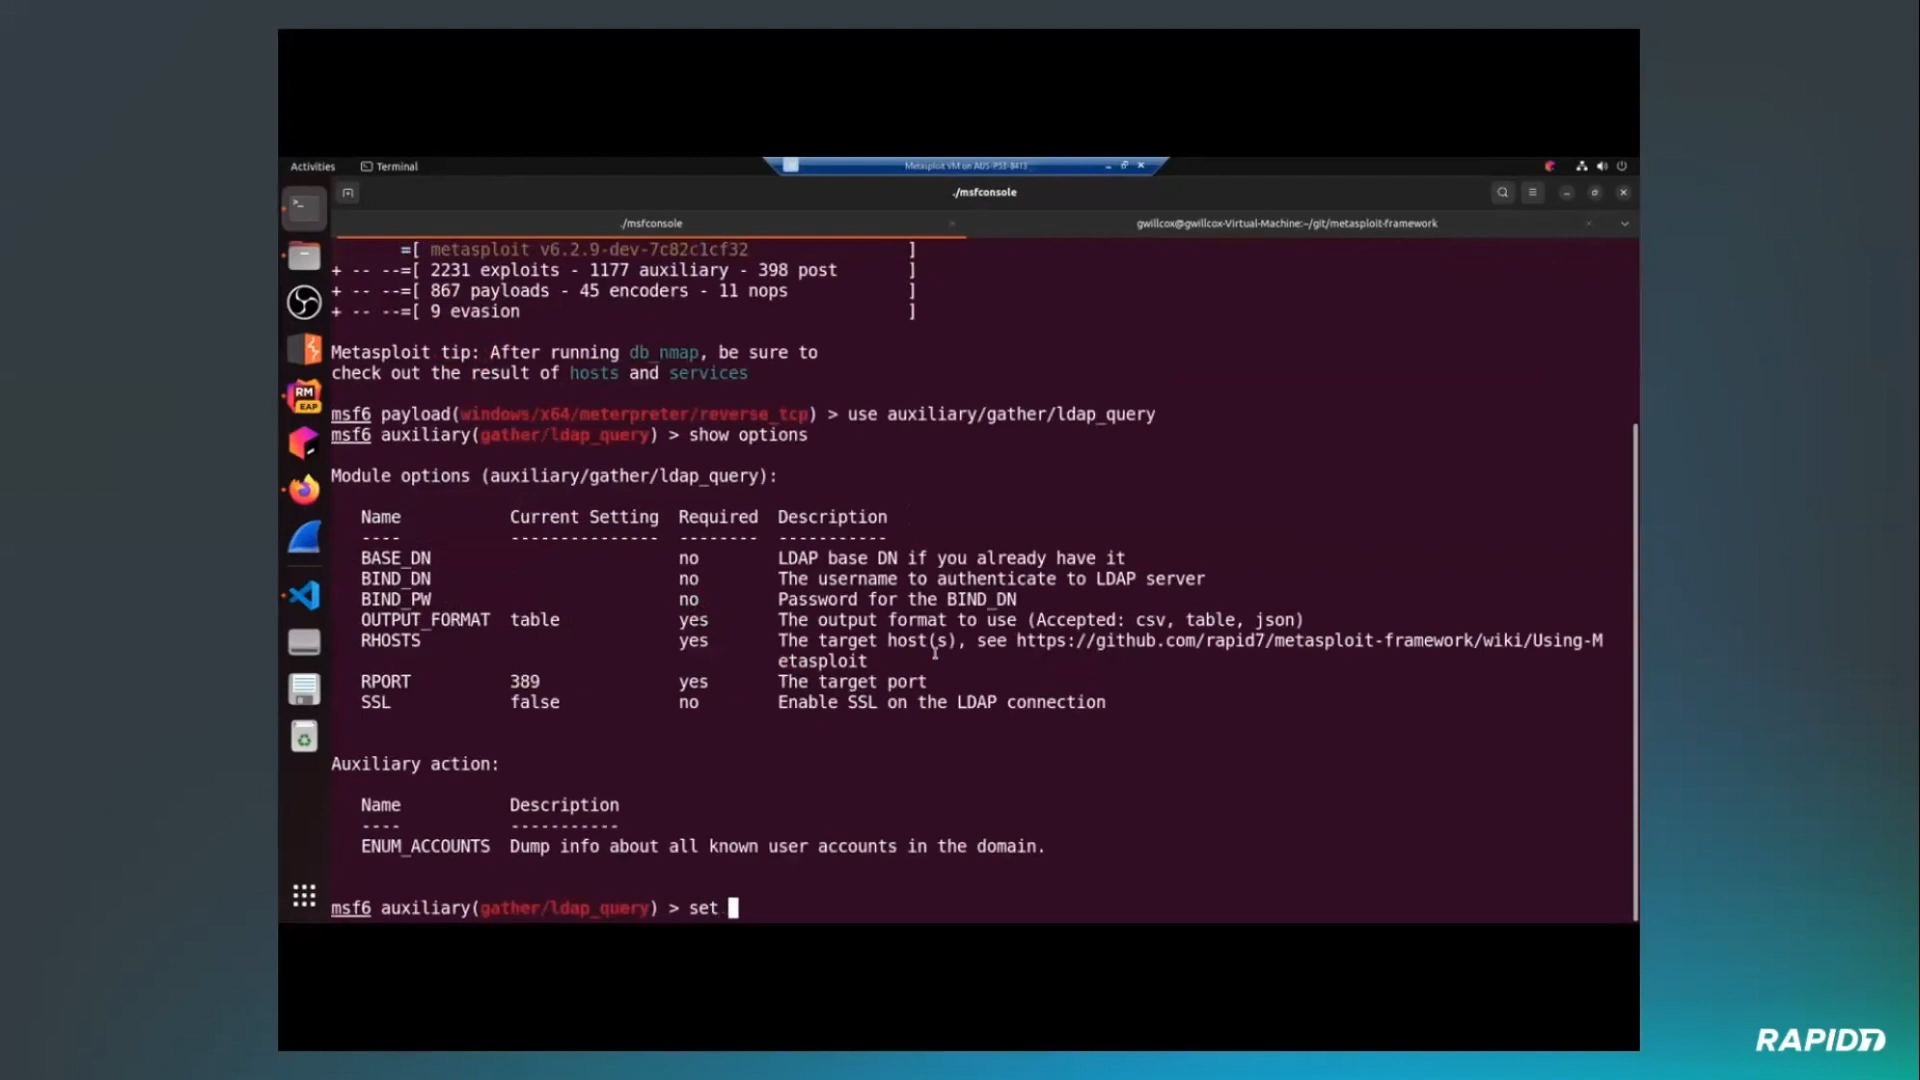 Activities Terminal Metasploit VM on AUS-PS3-8413
./msfconsole
./msfconsole gwillcox@gwillcox-Virtual-Machine:~/git/metasploit-framework
=[ metasploit v6.2.9-dev-7c82c1cf32 ]
+ -- --=[ 2231 exploits - 1177 auxiliary - 398 post ]
+ -- --=[ 867 payloads - 45 encoders - 11 nops ]
+ -- --=[ 9 evasion ]
Metasploit tip: After running db_nmap, be sure to
check out the result of hosts and services
msf6 payload(windows/x64/meterpreter/reverse_tcp) > use auxiliary/gather/ldap_query
msf6 auxiliary(gather/ldap_query) > show options
Module options (auxiliary/gather/ldap_query):
Name Current Setting Required Description
---- --------------- -------- -----------
BASE_DN no LDAP base DN if you already have it
BIND_DN no The username to authenticate to LDAP server
BIND_PW no Password for the BIND_DN
OUTPUT_FORMAT table yes The output format to use (Accepted: csv, table, json)
RHOSTS yes The target host(s), see https://github.com/rapid7/metasploit-framework/wiki/Using-M
etasploit
RPORT 389 yes The target port
SSL false no Enable SSL on the LDAP connection
Auxiliary action:
Name Description
---- -----------
ENUM_ACCOUNTS Dump info about all known user accounts in the domain.
msf6 auxiliary(gather/ldap_query) > set
RM
EAP
RAPID7